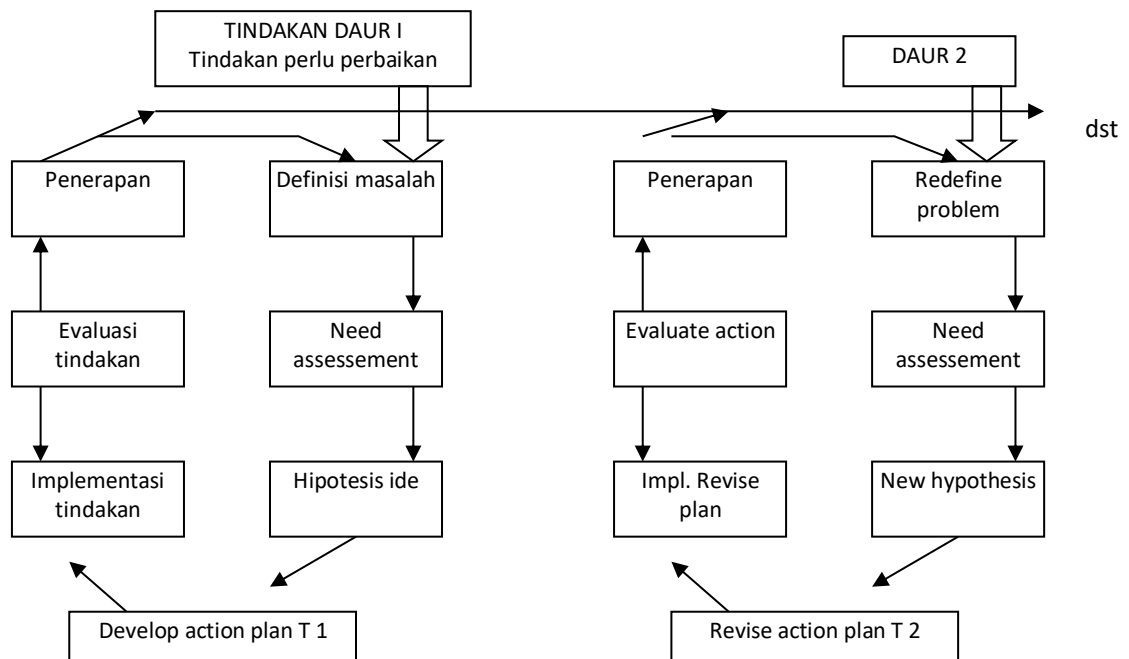 TINDAKAN DAUR I
Tindakan perlu perbaikan
DAUR 2
dst
Penerapan
Definisi masalah
Penerapan
Redefine
problem
Evaluasi
tindakan
Need
assessement
Evaluate action
Need
assessement
Implementasi
tindakan
Hipotesis ide
Impl. Revise
plan
New hypothesis
Develop action plan T 1
Revise action plan T 2